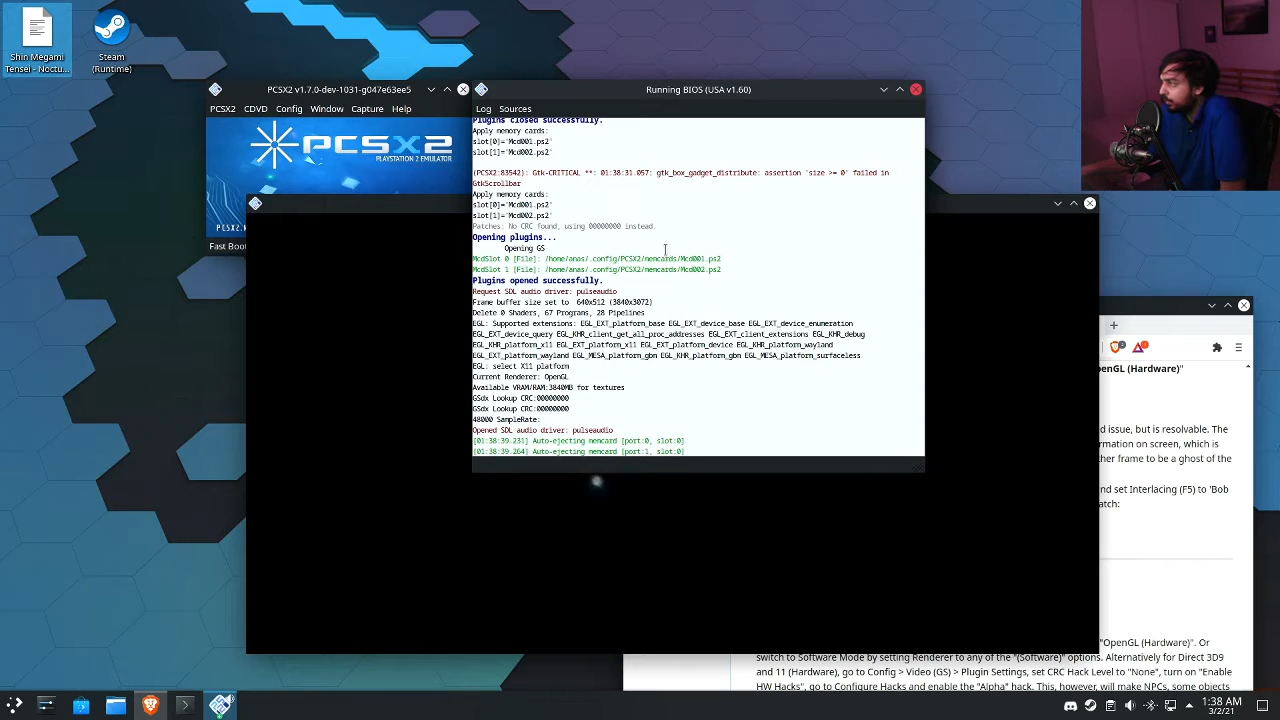 Shin Megami
Tensei - Noctu...
Steam
(Runtime)
PCSX2 v1.7.0-dev-1031-g047e63ee5
PCSX2 CDVD Config Window Capture Help
PCSX2
PLAYSTATION 2 EMULATOR
Fast Boot
Running BIOS (USA v1.60)
Log Sources
Plugins closed successfully.
Apply memory cards:
slot[0]='Mcd001.ps2'
slot[1]='Mcd002.ps2'
(PCSX2:83542): Gtk-CRITICAL **: 01:38:31.057: gtk_box_gadget_distribute: assertion 'size >= 0' failed in
GtkScrollbar
Apply memory cards:
slot[0]='Mcd001.ps2'
slot[1]='Mcd002.ps2'
Patches: No CRC found, using 00000000 instead.
Opening plugins...
Opening GS
McdSlot 0 [File]: /home/anas/.config/PCSX2/memcards/Mcd001.ps2
McdSlot 1 [File]: /home/anas/.config/PCSX2/memcards/Mcd002.ps2
Plugins opened successfully.
Request SDL audio driver: pulseaudio
Frame buffer size set to 640x512 (3840x3072)
Delete 0 Shaders, 67 Programs, 28 Pipelines
EGL: Supported extensions: EGL_EXT_platform_base EGL_EXT_device_base EGL_EXT_device_enumeration
EGL_EXT_device_query EGL_KHR_client_get_all_proc_addresses EGL_EXT_client_extensions EGL_KHR_debug
EGL_KHR_platform_x11 EGL_EXT_platform_x11 EGL_EXT_platform_device EGL_KHR_platform_wayland
EGL_EXT_platform_wayland EGL_MESA_platform_gbm EGL_KHR_platform_gbm EGL_MESA_platform_surfaceless
EGL: select X11 platform
Current Renderer: OpenGL
Available VRAM/RAM:3840MB for textures
GSdx Lookup CRC:00000000
GSdx Lookup CRC:00000000
48000 SampleRate:
Opened SDL audio driver: pulseaudio
[01:38:39.231] Auto-ejecting memcard [port:0, slot:0]
[01:38:39.264] Auto-ejecting memcard [port:1, slot:0]
OpenGL (Hardware)"
d issue, but is resolvable. The
ormation on screen, which is
ther frame to be a ghost of the
nd set Interlacing (F5) to 'Bob
atch:
"OpenGL (Hardware)". Or
switch to Software Mode by setting Renderer to any of the "(Software)" options. Alternatively for Direct 3D9
and 11 (Hardware), go to Config > Video (GS) > Plugin Settings, set CRC Hack Level to "None", turn on "Enable
HW Hacks", go to Configure Hacks and enable the "Alpha" hack. This, however, will make NPCs, some objects
1:38 AM
3/2/21